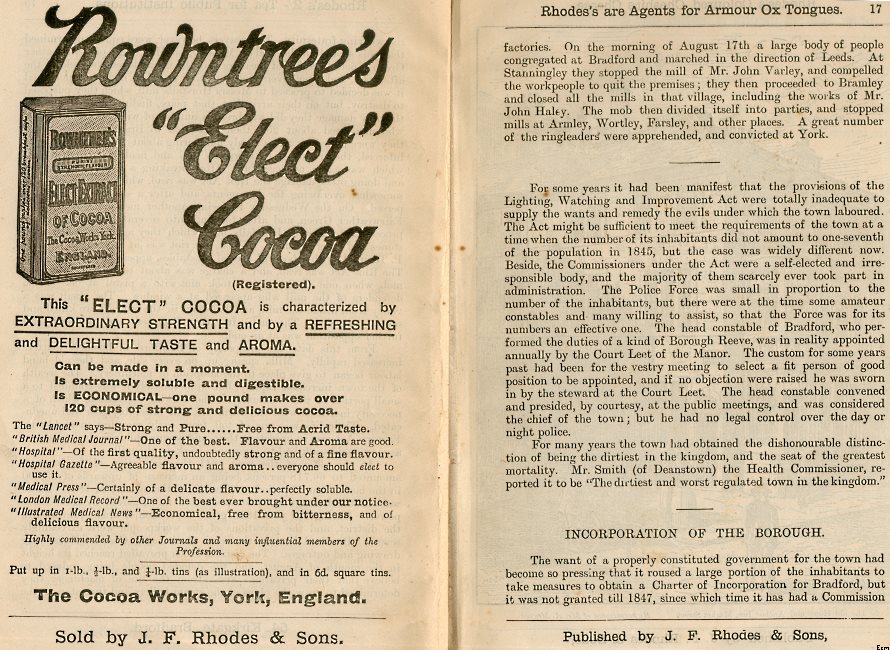 Rowntree's
"Elect"
Cocoa
(Registered).
ROWNTREE'S
ELECT EXTRACT
OF COCOA
The Cocoa Works York.
ENGLAND.
This "ELECT" COCOA is characterized by
EXTRAORDINARY STRENGTH and by a REFRESHING
and DELIGHTFUL TASTE and AROMA.
Can be made in a moment.
Is extremely soluble and digestible.
Is ECONOMICAL—one pound makes over
120 cups of strong and delicious cocoa.
The "Lancet" says—Strong and Pure......Free from Acrid Taste.
"British Medical Journal"—One of the best. Flavour and Aroma are good.
"Hospital"—Of the first quality, undoubtedly strong and of a fine flavour.
"Hospital Gazette"—Agreeable flavour and aroma..everyone should elect to
use it.
"Medical Press"—Certainly of a delicate flavour..perfectly soluble.
"London Medical Record"—One of the best ever brought under our notice.
"Illustrated Medical News"—Economical, free from bitterness, and of
delicious flavour.
Highly commended by other Journals and many influential members of the
Profession.
Put up in 1-lb., ½-lb., and ¼-lb. tins (as illustration), and in 6d. square tins.
The Cocoa Works, York, England.
Sold by J. F. Rhodes & Sons.
Rhodes's are Agents for Armour Ox Tongues. 17
factories. On the morning of August 17th a large body of people
congregated at Bradford and marched in the direction of Leeds. At
Stanningley they stopped the mill of Mr. John Varley, and compelled
the workpeople to quit the premises; they then proceeded to Bramley
and closed all the mills in that village, including the works of Mr.
John Haley. The mob then divided itself into parties, and stopped
mills at Armley, Wortley, Farsley, and other places. A great number
of the ringleaders were apprehended, and convicted at York.
For some years it had been manifest that the provisions of the
Lighting, Watching and Improvement Act were totally inadequate to
supply the wants and remedy the evils under which the town laboured.
The Act might be sufficient to meet the requirements of the town at a
time when the number of its inhabitants did not amount to one-seventh
of the population in 1845, but the case was widely different now.
Beside, the Commissioners under the Act were a self-elected and irre-
sponsible body, and the majority of them scarcely ever took part in
administration. The Police Force was small in proportion to the
number of the inhabitants, but there were at the time some amateur
constables and many willing to assist, so that the Force was for its
numbers an effective one. The head constable of Bradford, who per-
formed the duties of a kind of Borough Reeve, was in reality appointed
annually by the Court Leet of the Manor. The custom for some years
past had been for the vestry meeting to select a fit person of good
position to be appointed, and if no objection were raised he was sworn
in by the steward at the Court Leet. The head constable convened
and presided, by courtesy, at the public meetings, and was considered
the chief of the town; but he had no legal control over the day or
night police.
For many years the town had obtained the dishonourable distinc-
tion of being the dirtiest in the kingdom, and the seat of the greatest
mortality. Mr. Smith (of Deanstown) the Health Commissioner, re-
ported it to be "The dirtiest and worst regulated town in the kingdom."
INCORPORATION OF THE BOROUGH.
The want of a properly constituted government for the town had
become so pressing that it roused a large portion of the inhabitants to
take measures to obtain a Charter of Incorporation for Bradford, but
it was not granted till 1847, since which time it has had a Commission
Published by J. F. Rhodes & Sons,